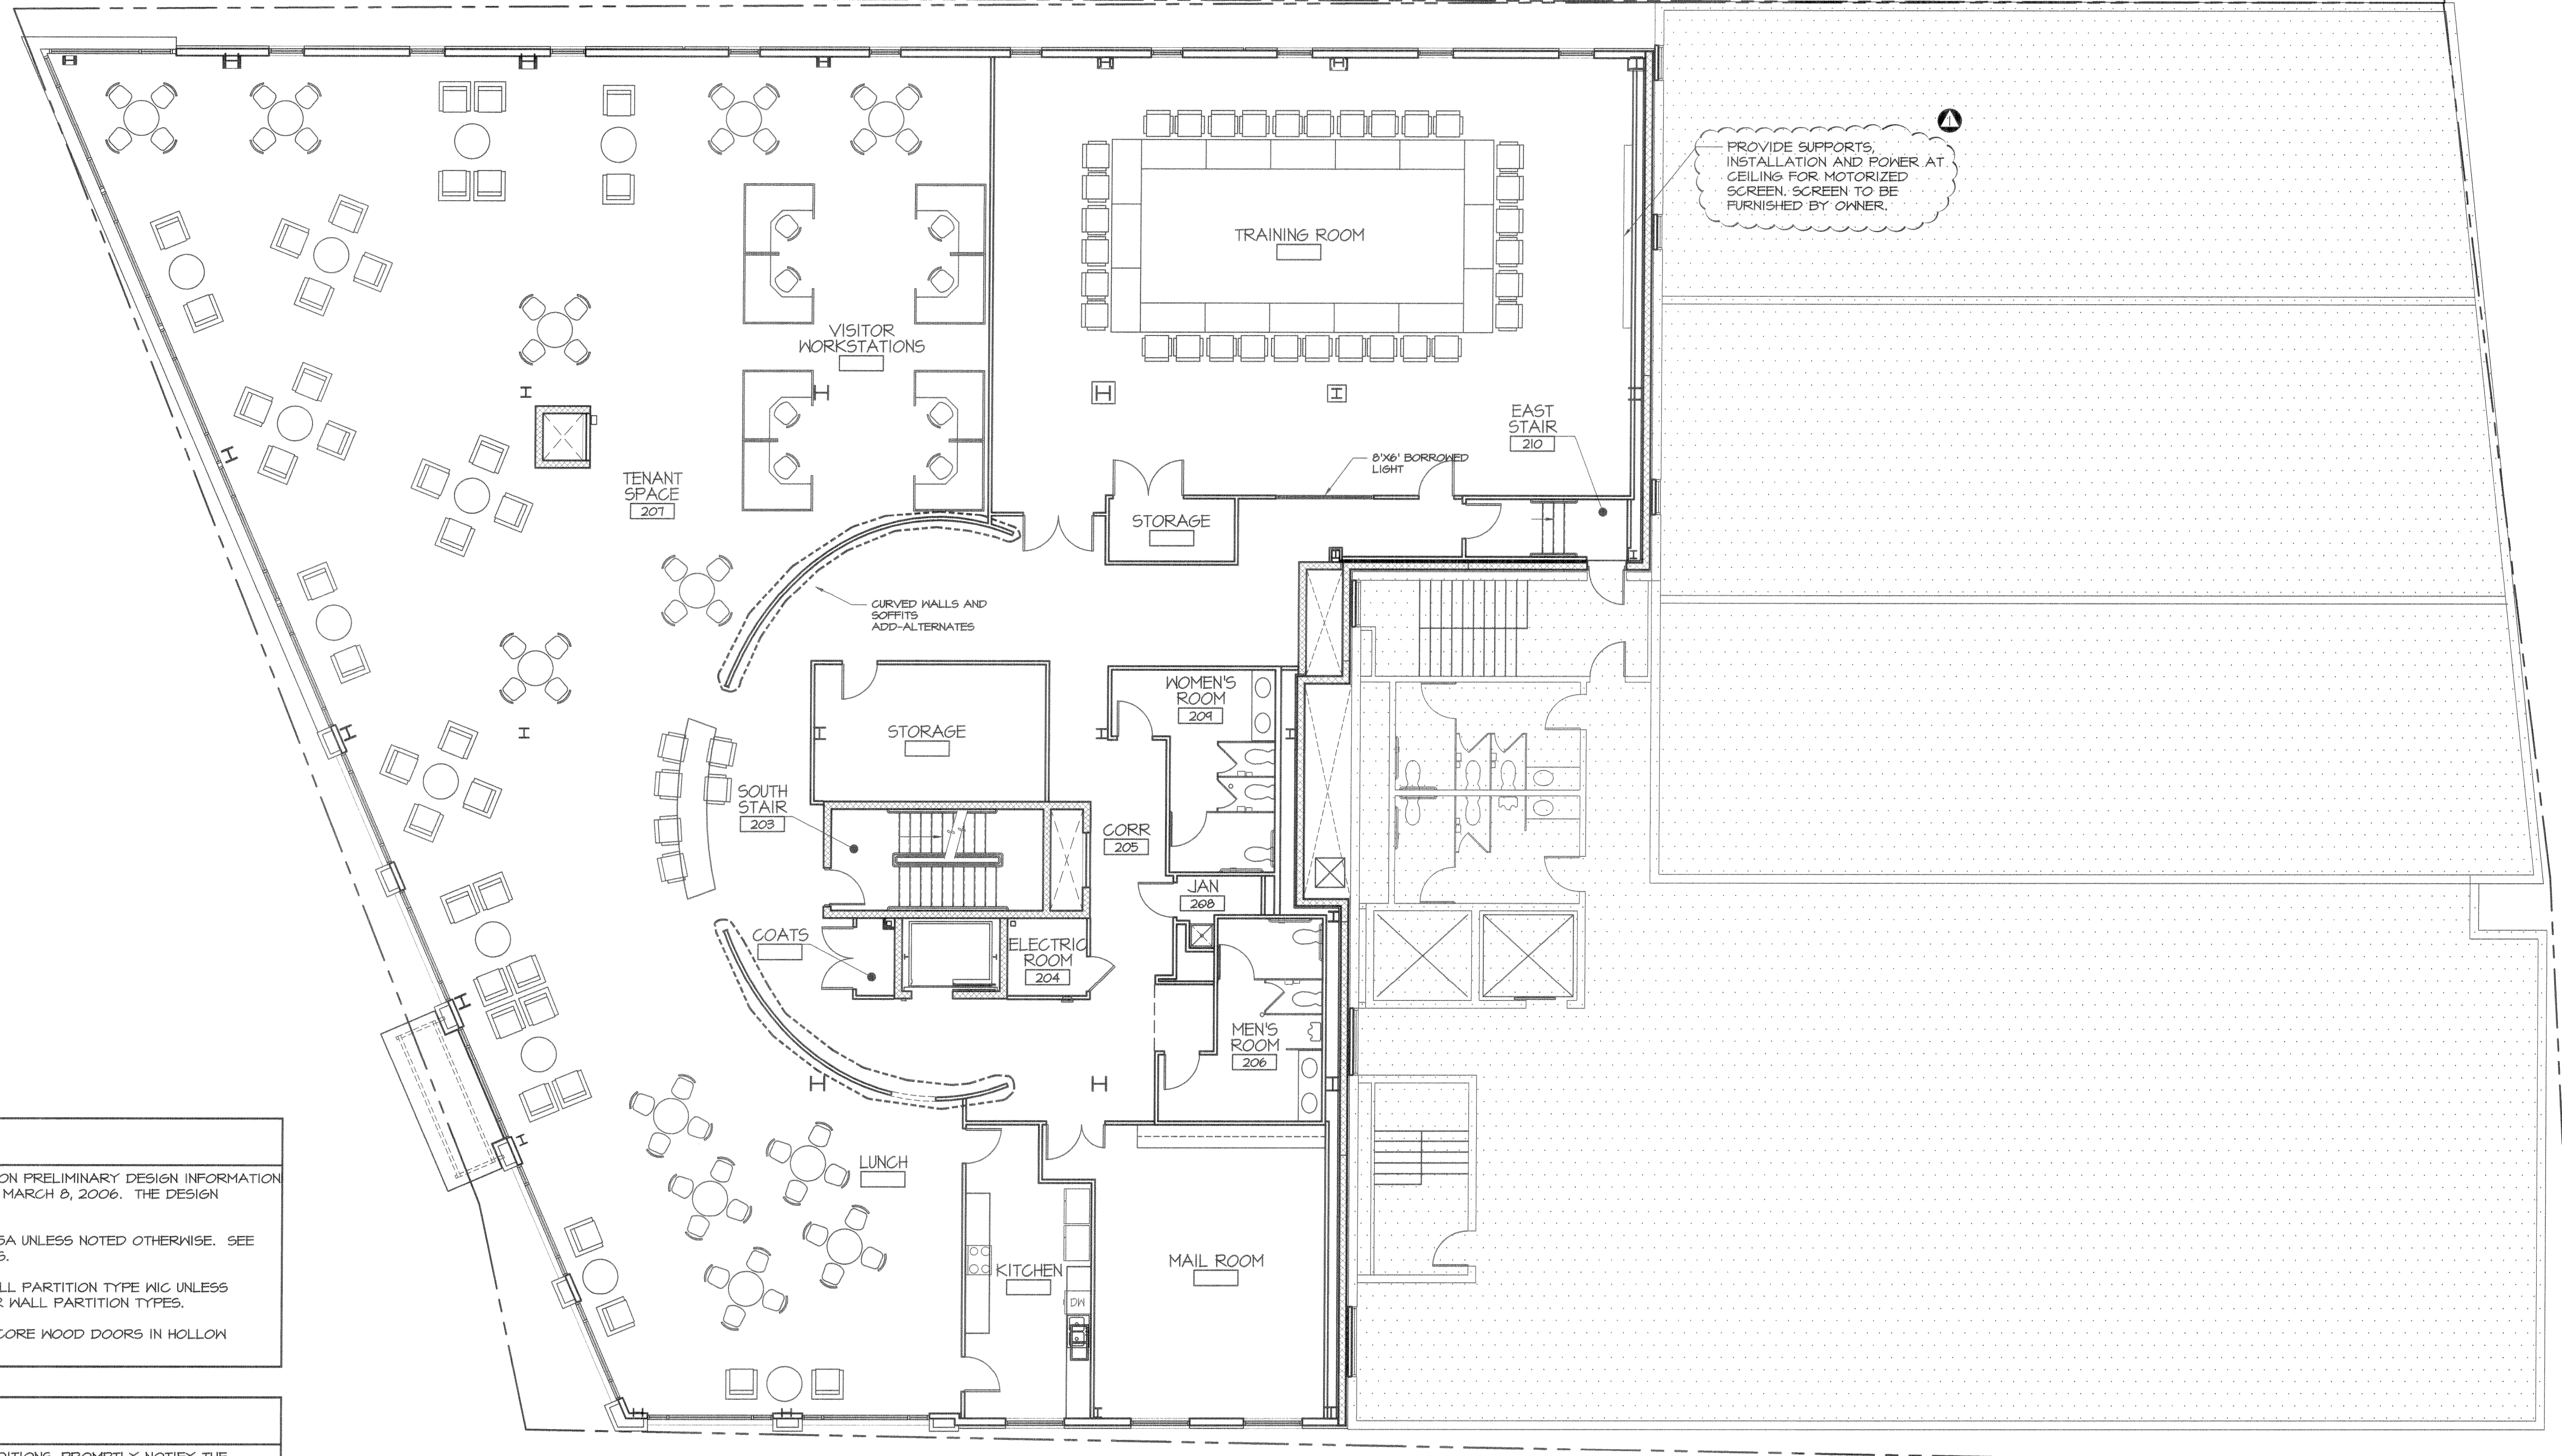 PROVIDE SUPPORTS,
INSTALLATION AND POWER AT
CEILING FOR MOTORIZED
SCREEN. SCREEN TO BE
FURNISHED BY OWNER.
TRAINING ROOM
VISITOR
WORKSTATIONS
EAST
STAIR
210
8'X6' BORROWED
LIGHT
TENANT
SPACE
207
STORAGE
CURVED WALLS AND
SOFFITS
ADD-ALTERNATES
WOMEN'S
ROOM
209
STORAGE
SOUTH
STAIR
203
CORR
205
JAN
208
COATS
ELECTRIC
ROOM
204
MEN'S
ROOM
206
LUNCH
KITCHEN
DW
MAIL ROOM
ON PRELIMINARY DESIGN INFORMATION
MARCH 8, 2006. THE DESIGN
UNLESS NOTED OTHERWISE. SEE
PARTITION TYPE W1C UNLESS
WALL PARTITION TYPES.
CORE WOOD DOORS IN HOLLOW
PROMPTLY NOTIFY THE